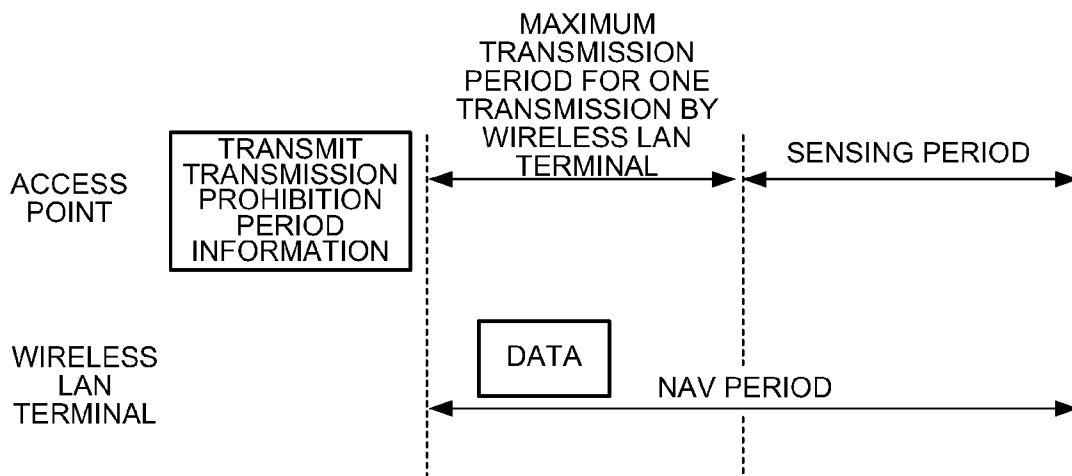 MAXIMUM
TRANSMISSION
PERIOD FOR ONE
TRANSMISSION BY
WIRELESS LAN
TERMINAL
SENSING PERIOD
ACCESS
POINT
TRANSMIT
TRANSMISSION
PROHIBITION
PERIOD
INFORMATION
WIRELESS
LAN
TERMINAL
DATA
NAV PERIOD